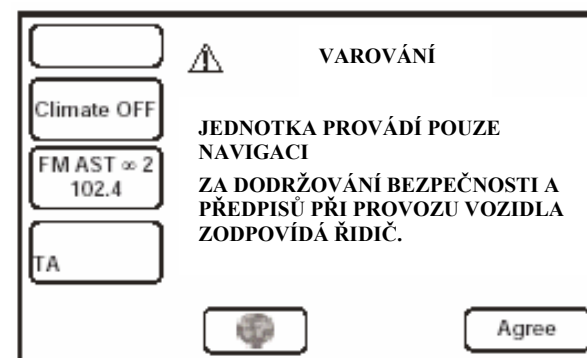 VAROVÁNÍ
Climate OFF
FM AST ∞ 2
102.4
TA
JEDNOTKA PROVÁDÍ POUZE
NAVIGACI
ZA DODRŽOVÁNÍ BEZPEČNOSTI A
PŘEDPISŮ PŘI PROVOZU VOZIDLA
ZODPOVÍDÁ ŘIDIČ.
Agree